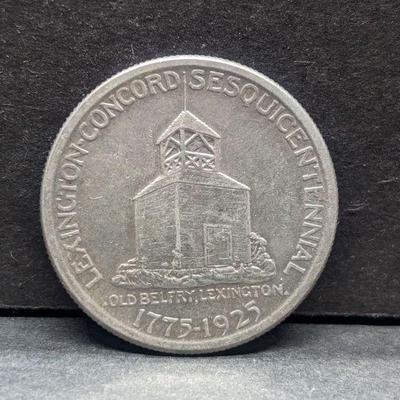 LEXINGTON-CONCORD SESQUICENTENNIAL
.OLD BELFRY, LEXINGTON.
1775-1925